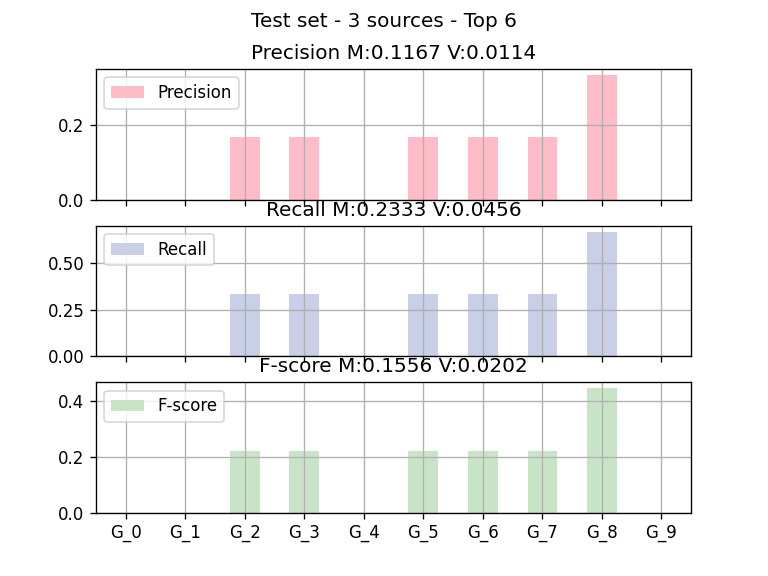 Test set - 3 sources - Top 6
Precision M:0.1167 V:0.0114
Precision
0.2
0.0
Recall M:0.2333 V:0.0456
Recall
0.50
0.25
0.00
F-score M:0.1556 V:0.0202
F-score
0.4
0.2
0.0
G_0 G_1 G_2 G_3 G_4 G_5 G_6 G_7 G_8 G_9